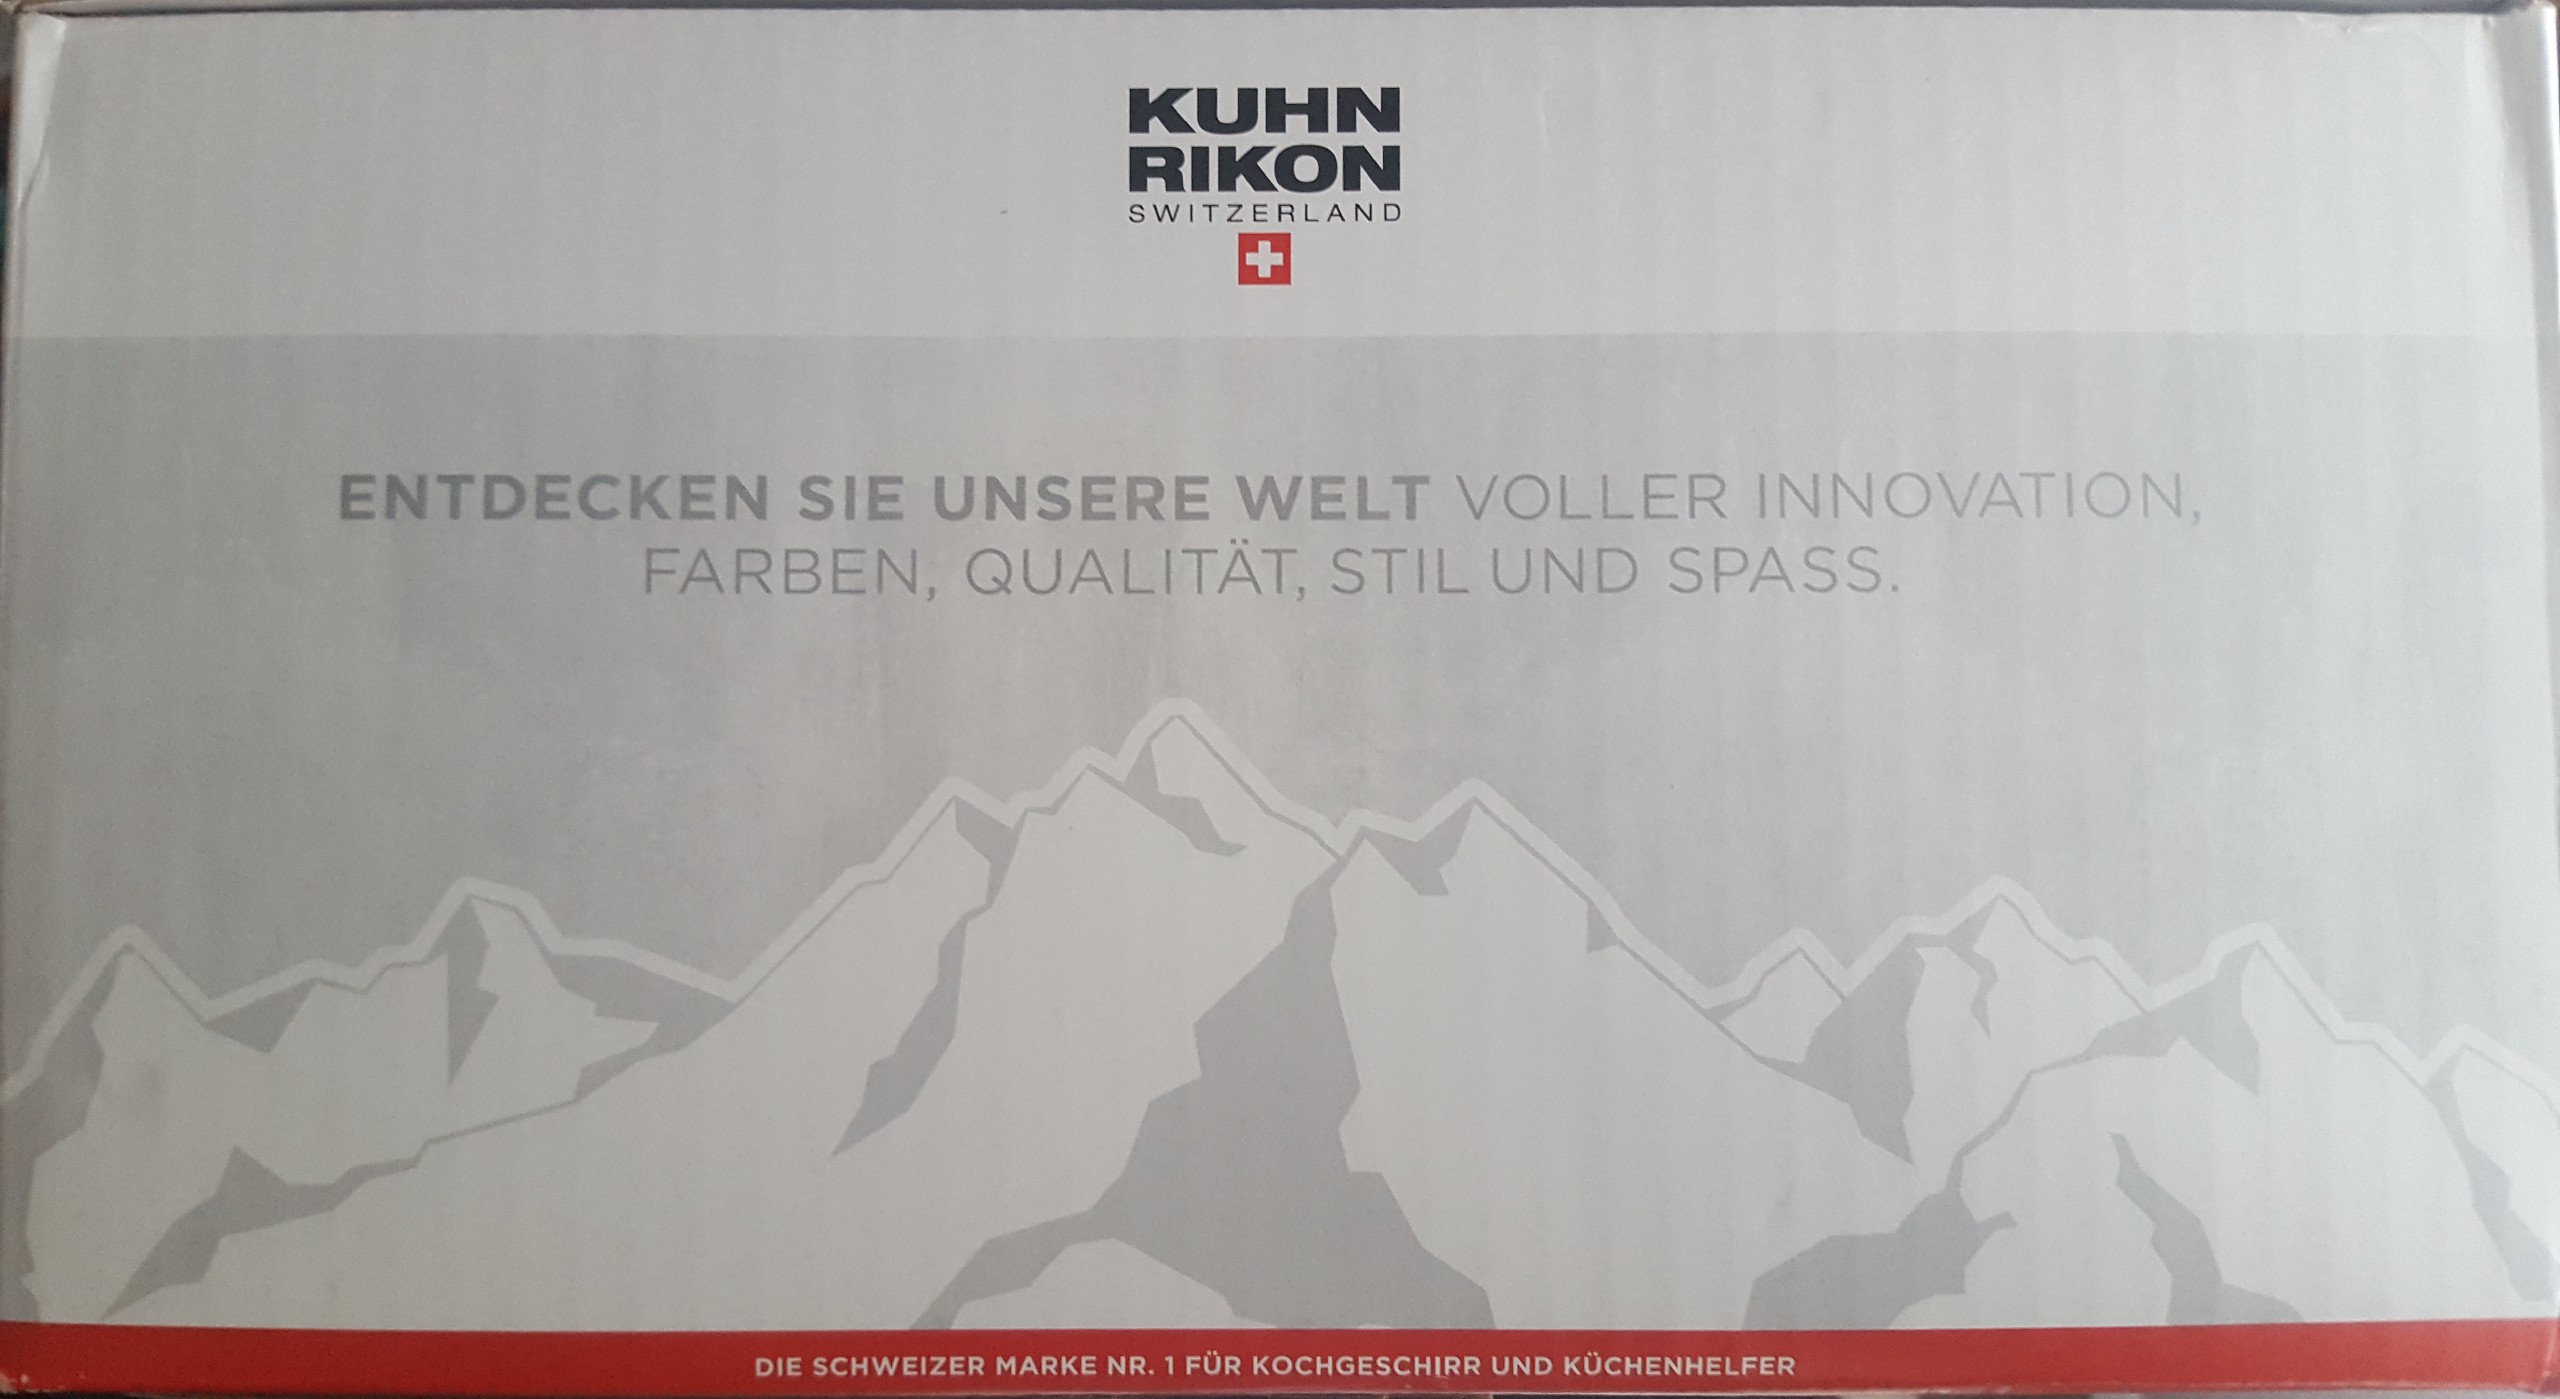 KUHN
RIKON
SWITZERLAND
ENTDECKEN SIE UNSERE WELT VOLLER INNOVATION,
FARBEN, QUALITÄT, STIL UND SPASS.
DIE SCHWEIZER MARKE NR. 1 FÜR KOCHGESCHIRR UND KÜCHENHELFER